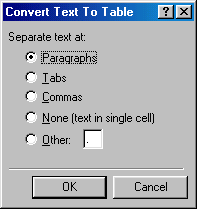 Convert Text To Table
Separate text at:
Paragraphs
Tabs
Commas
None (text in single cell)
Other: .
OK Cancel